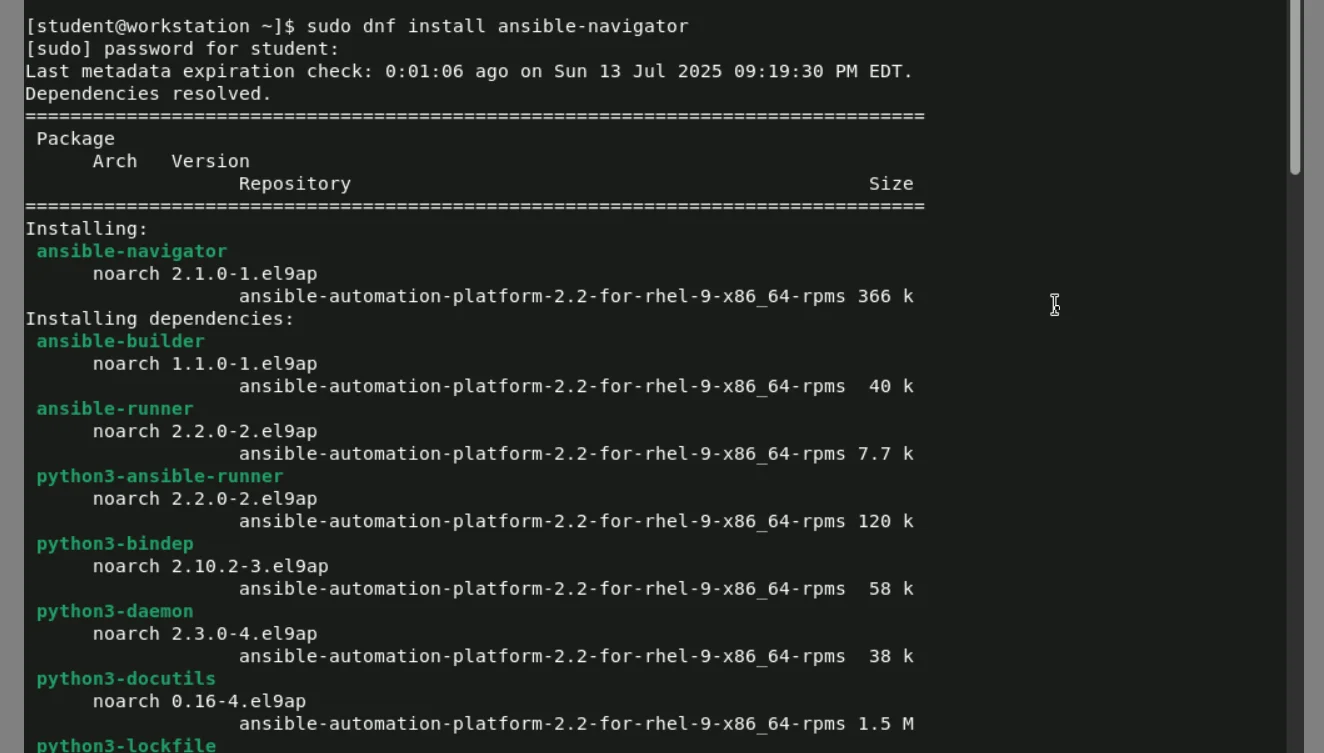 [student@workstation ~]$ sudo dnf install ansible-navigator
[sudo] password for student:
Last metadata expiration check: 0:01:06 ago on Sun 13 Jul 2025 09:19:30 PM EDT.
Dependencies resolved.
================================================================================
 Package
      Arch   Version
                   Repository                                              Size
================================================================================
Installing:
 ansible-navigator
      noarch 2.1.0-1.el9ap
                   ansible-automation-platform-2.2-for-rhel-9-x86_64-rpms 366 k
Installing dependencies:
 ansible-builder
      noarch 1.1.0-1.el9ap
                   ansible-automation-platform-2.2-for-rhel-9-x86_64-rpms  40 k
 ansible-runner
      noarch 2.2.0-2.el9ap
                   ansible-automation-platform-2.2-for-rhel-9-x86_64-rpms 7.7 k
 python3-ansible-runner
      noarch 2.2.0-2.el9ap
                   ansible-automation-platform-2.2-for-rhel-9-x86_64-rpms 120 k
 python3-bindep
      noarch 2.10.2-3.el9ap
                   ansible-automation-platform-2.2-for-rhel-9-x86_64-rpms  58 k
 python3-daemon
      noarch 2.3.0-4.el9ap
                   ansible-automation-platform-2.2-for-rhel-9-x86_64-rpms  38 k
 python3-docutils
      noarch 0.16-4.el9ap
                   ansible-automation-platform-2.2-for-rhel-9-x86_64-rpms 1.5 M
 python3-lockfile